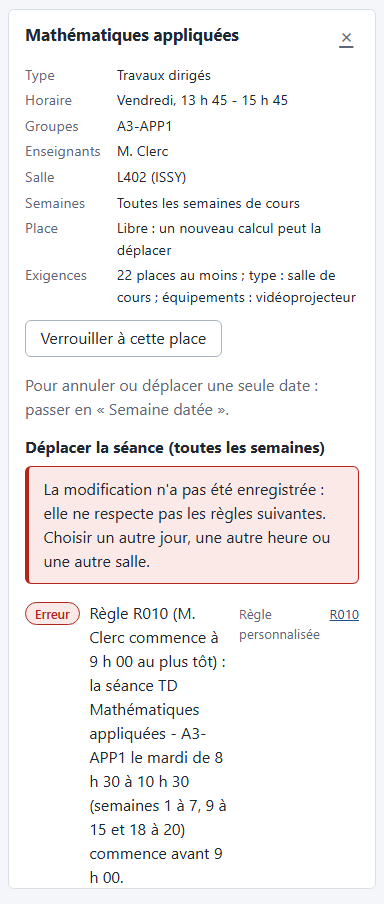 Mathématiques appliquées ×
Type Travaux dirigés
Horaire Vendredi, 13 h 45 - 15 h 45
Groupes A3-APP1
Enseignants M. Clerc
Salle L402 (ISSY)
Semaines Toutes les semaines de cours
Place Libre : un nouveau calcul peut la
déplacer
Exigences 22 places au moins ; type : salle de
cours ; équipements : vidéoprojecteur
Verrouiller à cette place
Pour annuler ou déplacer une seule date :
passer en « Semaine datée ».
Déplacer la séance (toutes les semaines)
La modification n'a pas été enregistrée :
elle ne respecte pas les règles suivantes.
Choisir un autre jour, une autre heure ou
une autre salle.
Erreur Règle R010 (M. Règle R010
Clerc commence à personnalisée
9 h 00 au plus tôt) :
la séance TD
Mathématiques
appliquées - A3-
APP1 le mardi de 8
h 30 à 10 h 30
(semaines 1 à 7, 9 à
15 et 18 à 20)
commence avant 9
h 00.